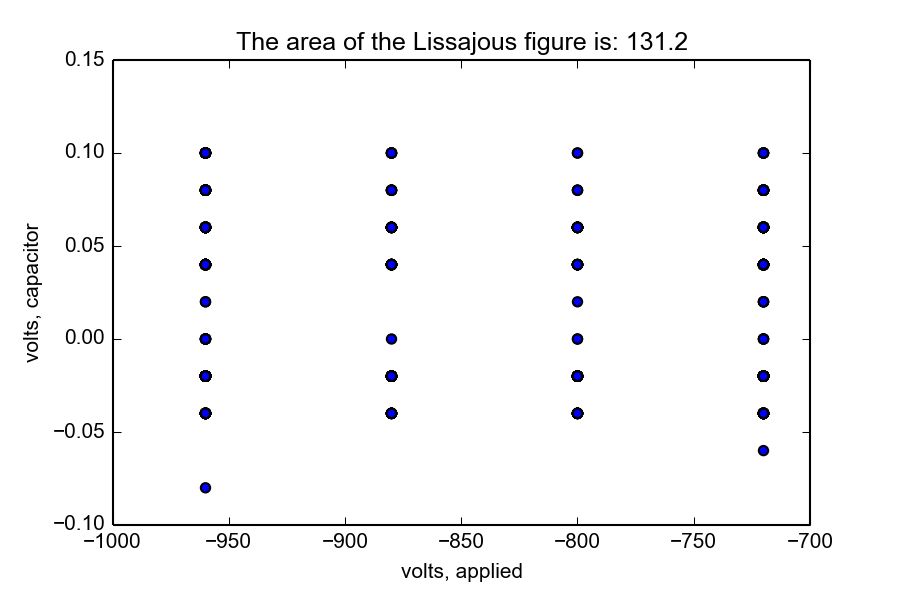 The area of the Lissajous figure is: 131.2
0.15
0.10
0.05
0.00
−0.05
−0.10
volts, capacitor
−1000 −950 −900 −850 −800 −750 −700
volts, applied